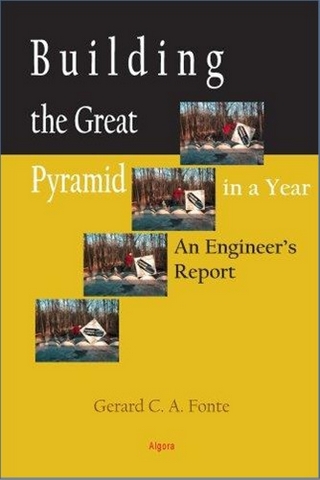 Building
the Great
Pyramid
in a Year
An Engineer's
Report
Gerard C. A. Fonte
Algora